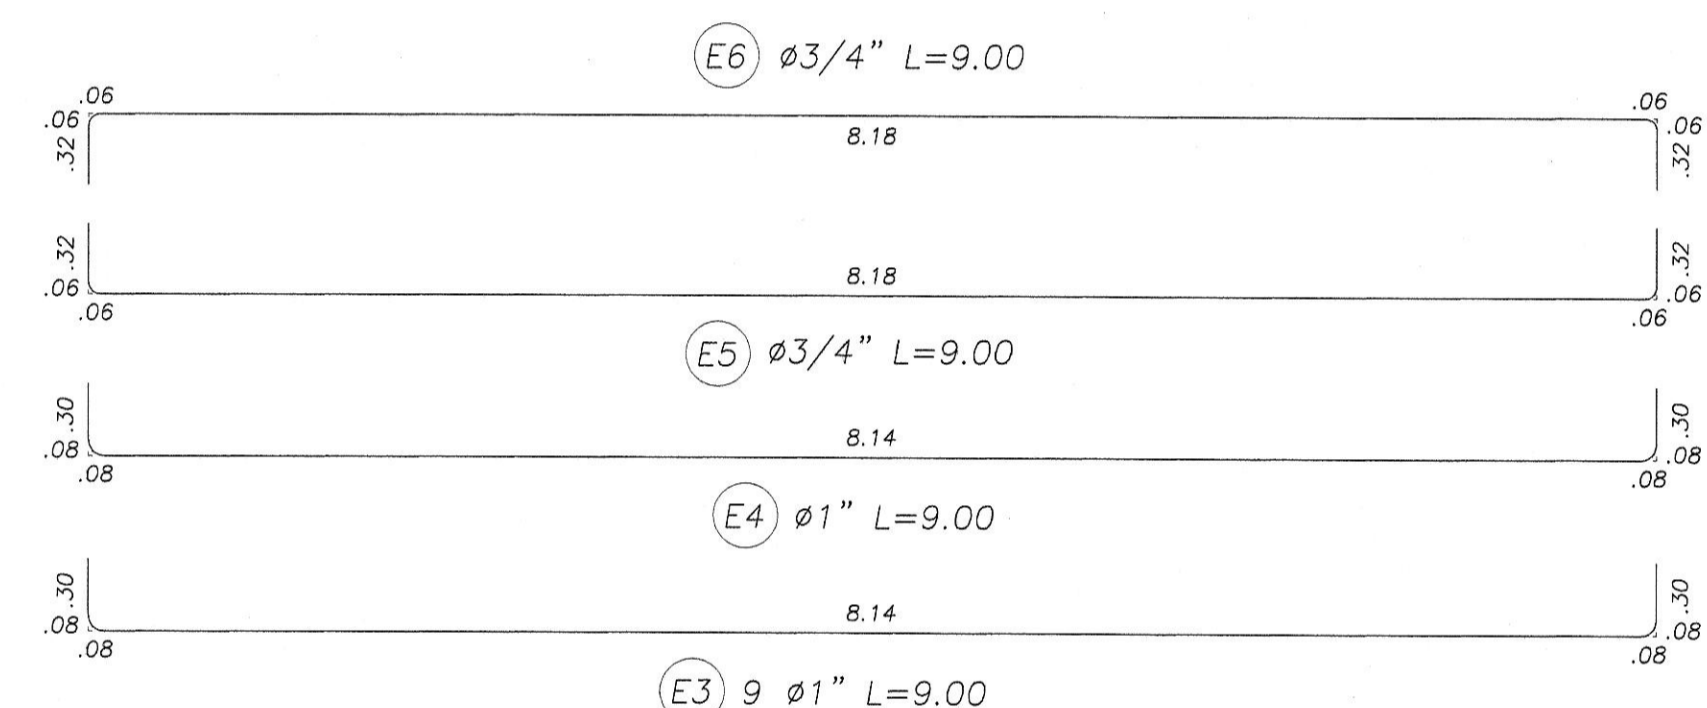 E6 ø3/4” L=9.00
.06 .06
.06 8.18 .06
.32 .32
.32 8.18 .32
.06 .06
.06 .06
E5 ø3/4” L=9.00
.30 8.14 .30
.08 .08
.08 .08
E4 ø1” L=9.00
.30 8.14 .30
.08 .08
.08 .08
E3 9 ø1” L=9.00